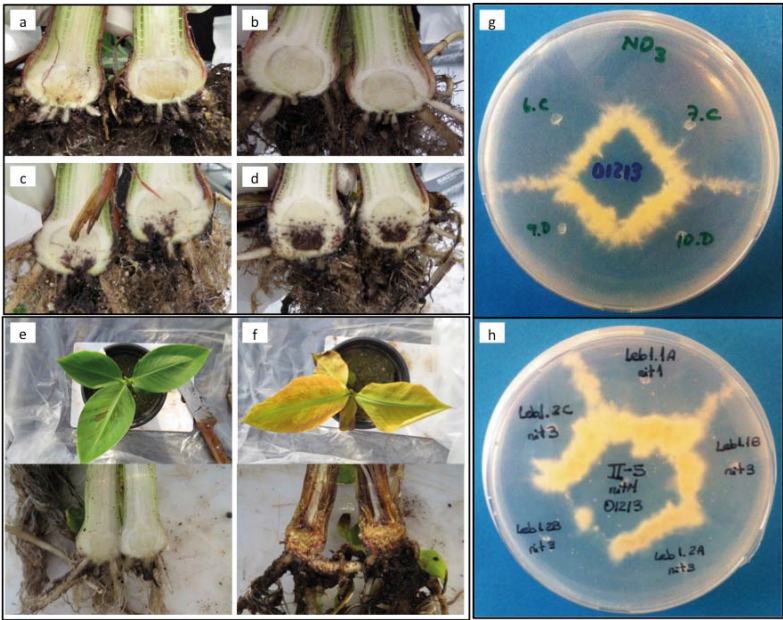 a
b
c
d
e
f
g
NO3
6.C
7.C
01213
9.D
10.D
h
Leb1.1A
nit1
Leb1.2C
nit3
Leb1.1B
nit3
II-5
nit1
01213
Leb1.2B
nit3
Leb1.2A
nit3